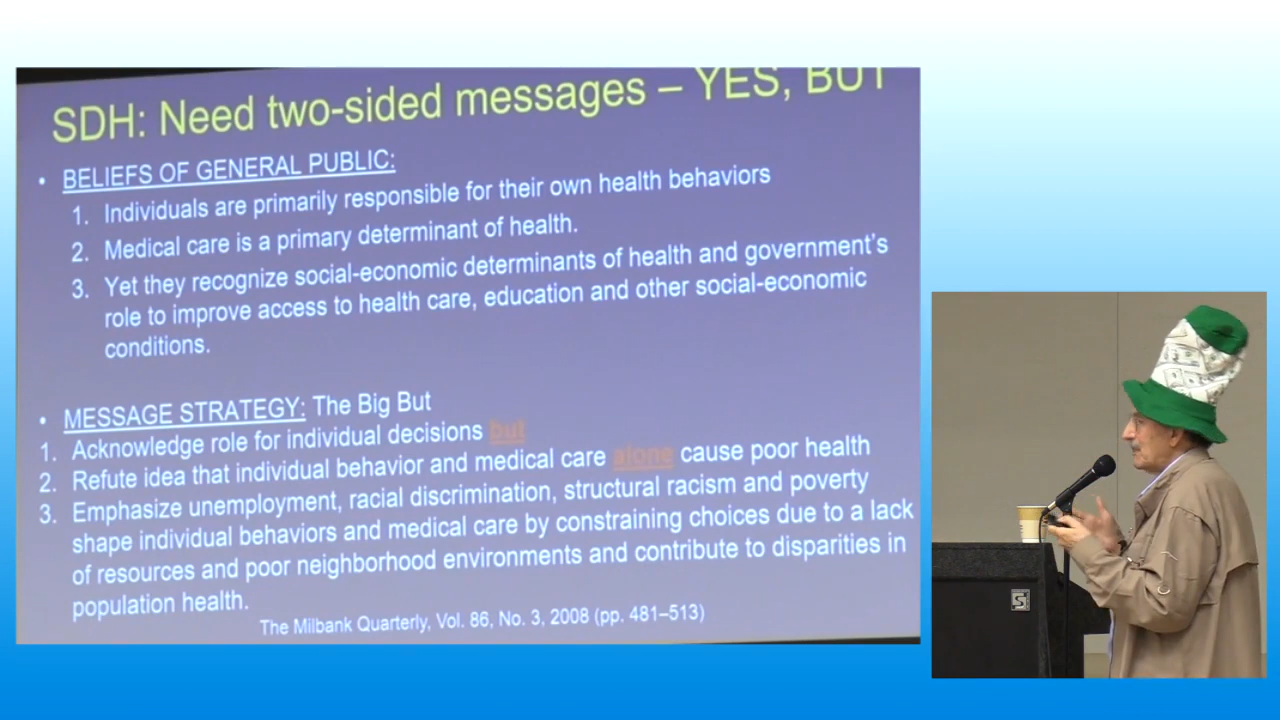 SDH: Need two-sided messages – YES, BUT
• BELIEFS OF GENERAL PUBLIC:
1. Individuals are primarily responsible for their own health behaviors
2. Medical care is a primary determinant of health.
3. Yet they recognize social-economic determinants of health and government's
role to improve access to health care, education and other social-economic
conditions.
• MESSAGE STRATEGY: The Big But
1. Acknowledge role for individual decisions but
2. Refute idea that individual behavior and medical care alone cause poor health
3. Emphasize unemployment, racial discrimination, structural racism and poverty
shape individual behaviors and medical care by constraining choices due to a lack
of resources and poor neighborhood environments and contribute to disparities in
population health.
The Milbank Quarterly, Vol. 86, No. 3, 2008 (pp. 481–513)